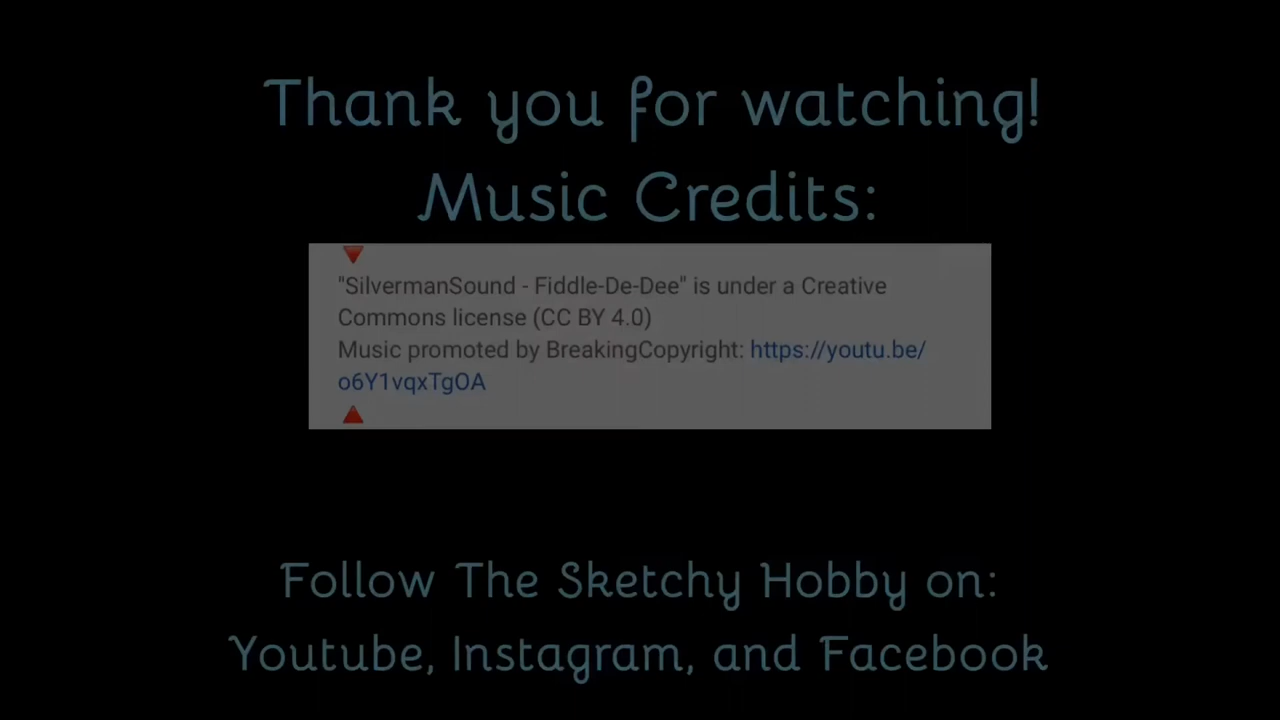 Thank you for watching!
Music Credits:
"SilvermanSound - Fiddle-De-Dee" is under a Creative
Commons license (CC BY 4.0)
Music promoted by BreakingCopyright: https://youtu.be/
o6Y1vqxTgOA
Follow The Sketchy Hobby on:
Youtube, Instagram, and Facebook